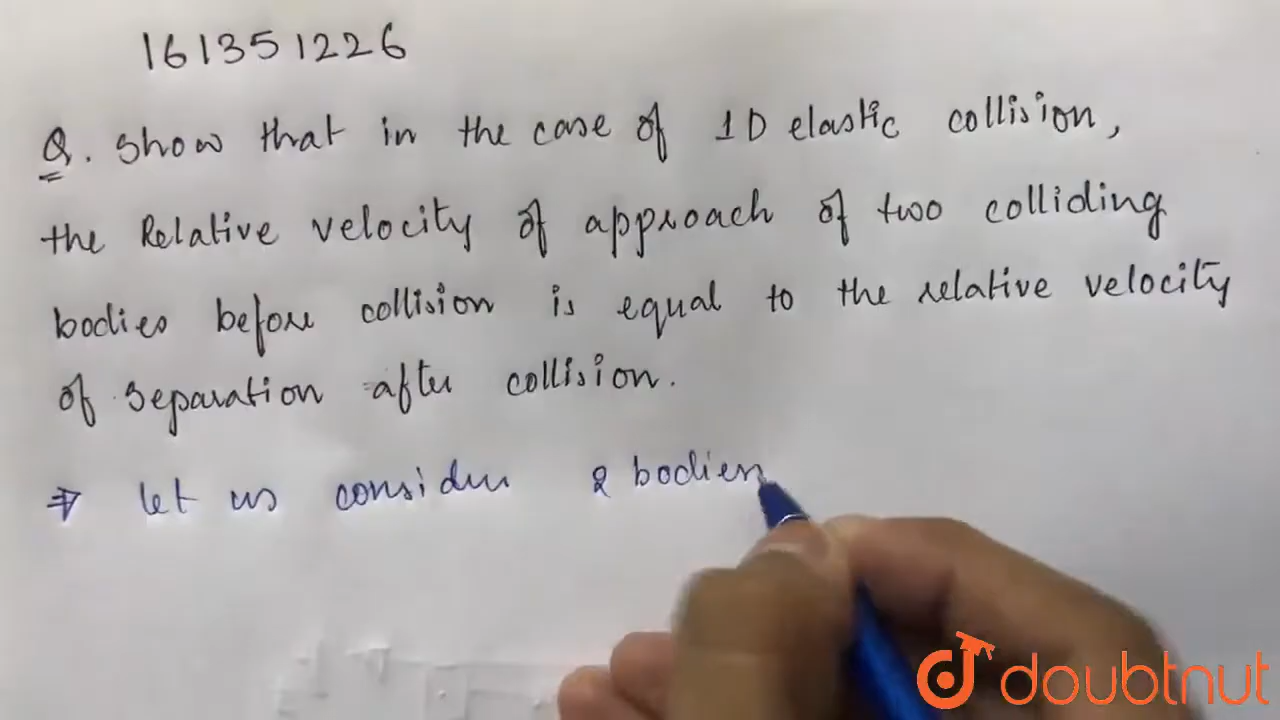 161351226
Q. Show that in the case of 1D elastic collision,
the Relative velocity of approach of two colliding
bodies before collision is equal to the relative velocity
of separation after collision.
⇒ let us consider 2 bodies
doubtnut